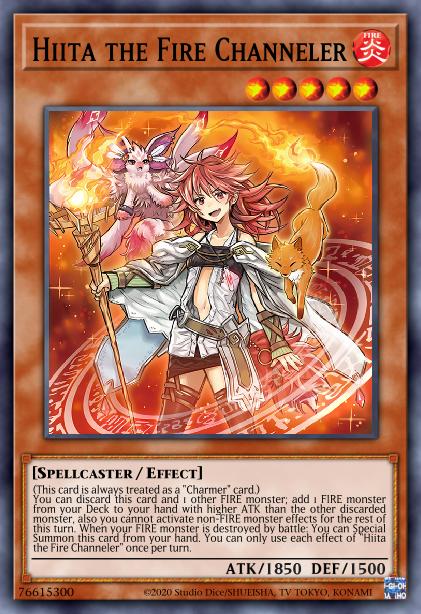 HIITA THE FIRE CHANNELER
FIRE
炎
[SPELLCASTER / EFFECT]
(This card is always treated as a "Charmer" card.)
You can discard this card and 1 other FIRE monster; add 1 FIRE monster
from your Deck to your hand with higher ATK than the other discarded
monster, also you cannot activate non-FIRE monster effects for the rest of
this turn. When your FIRE monster is destroyed by battle: You can Special
Summon this card from your hand. You can only use each effect of "Hiita
the Fire Channeler" once per turn.
ATK/1850 DEF/1500
76615300
©2020 Studio Dice/SHUEISHA, TV TOKYO, KONAMI